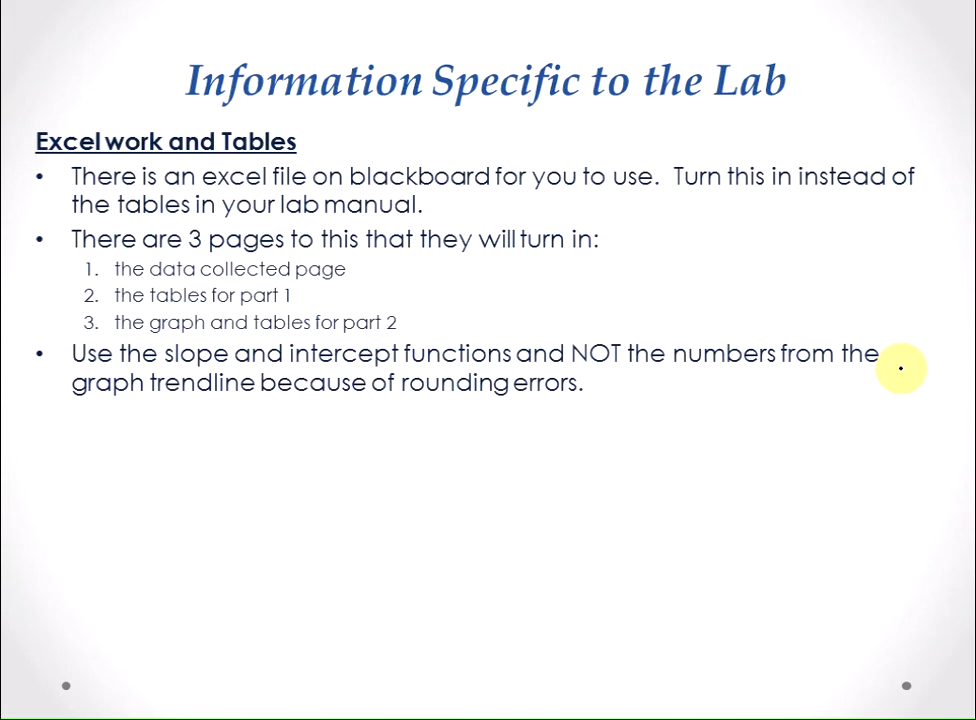 Information Specific to the Lab
Excel work and Tables
• There is an excel file on blackboard for you to use. Turn this in instead of
the tables in your lab manual.
• There are 3 pages to this that they will turn in:
1. the data collected page
2. the tables for part 1
3. the graph and tables for part 2
• Use the slope and intercept functions and NOT the numbers from the
graph trendline because of rounding errors.